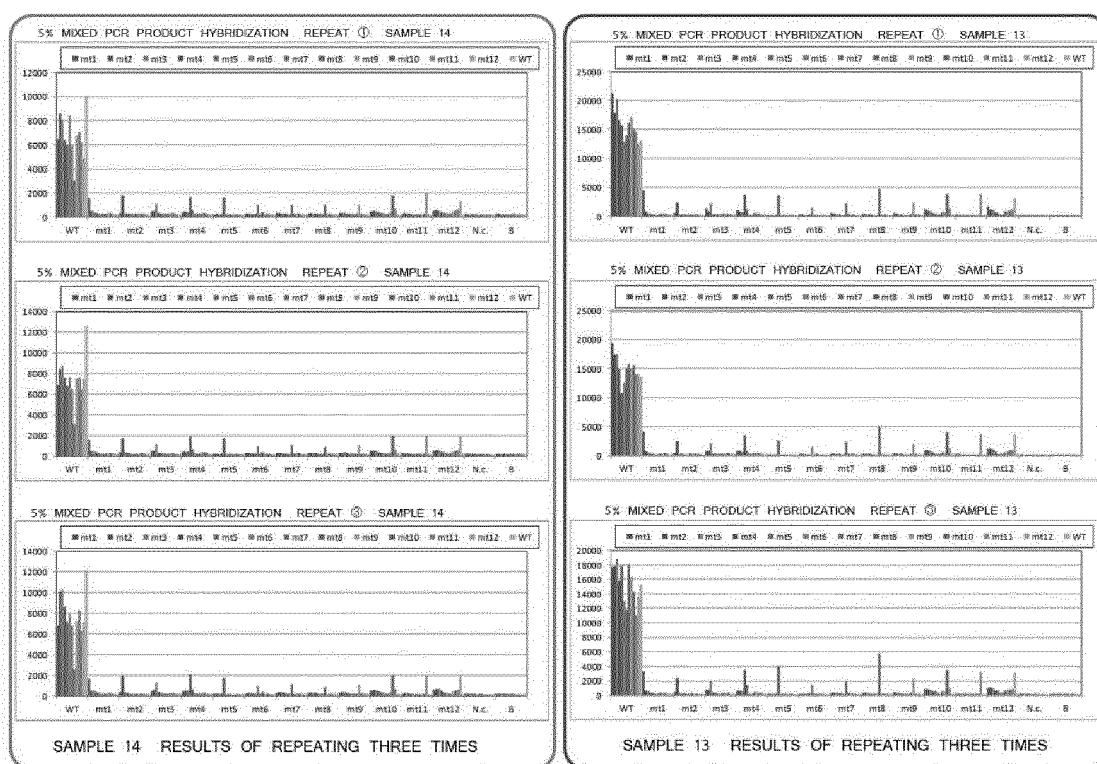 5% MIXED PCR PRODUCT HYBRIDIZATION REPEAT ① SAMPLE 14
mt1 mt2 mt3 mt4 mt5 mt6 mt7 mt8 mt9 mt10 mt11 mt12 WT
12000
10000
8000
6000
4000
2000
0
WT mt1 mt2 mt3 mt4 mt5 mt6 mt7 mt8 mt9 mt10 mt11 mt12 N.c. B
5% MIXED PCR PRODUCT HYBRIDIZATION REPEAT ② SAMPLE 14
mt1 mt2 mt3 mt4 mt5 mt6 mt7 mt8 mt9 mt10 mt11 mt12 WT
14000
12000
10000
8000
6000
4000
2000
0
WT mt1 mt2 mt3 mt4 mt5 mt6 mt7 mt8 mt9 mt10 mt11 mt12 N.c. B
5% MIXED PCR PRODUCT HYBRIDIZATION REPEAT ③ SAMPLE 14
mt1 mt2 mt3 mt4 mt5 mt6 mt7 mt8 mt9 mt10 mt11 mt12 WT
14000
12000
10000
8000
6000
4000
2000
0
WT mt1 mt2 mt3 mt4 mt5 mt6 mt7 mt8 mt9 mt10 mt11 mt12 N.c. B
SAMPLE 14 RESULTS OF REPEATING THREE TIMES
5% MIXED PCR PRODUCT HYBRIDIZATION REPEAT ① SAMPLE 13
mt1 mt2 mt3 mt4 mt5 mt6 mt7 mt8 mt9 mt10 mt11 mt12 WT
25000
20000
15000
10000
5000
0
WT mt1 mt2 mt3 mt4 mt5 mt6 mt7 mt8 mt9 mt10 mt11 mt12 N.c. B
5% MIXED PCR PRODUCT HYBRIDIZATION REPEAT ② SAMPLE 13
mt1 mt2 mt3 mt4 mt5 mt6 mt7 mt8 mt9 mt10 mt11 mt12 WT
25000
20000
15000
10000
5000
0
WT mt1 mt2 mt3 mt4 mt5 mt6 mt7 mt8 mt9 mt10 mt11 mt12 N.c. B
5% MIXED PCR PRODUCT HYBRIDIZATION REPEAT ③ SAMPLE 13
mt1 mt2 mt3 mt4 mt5 mt6 mt7 mt8 mt9 mt10 mt11 mt12 WT
20000
18000
16000
14000
12000
10000
8000
6000
4000
2000
0
WT mt1 mt2 mt3 mt4 mt5 mt6 mt7 mt8 mt9 mt10 mt11 mt12 N.c. B
SAMPLE 13 RESULTS OF REPEATING THREE TIMES